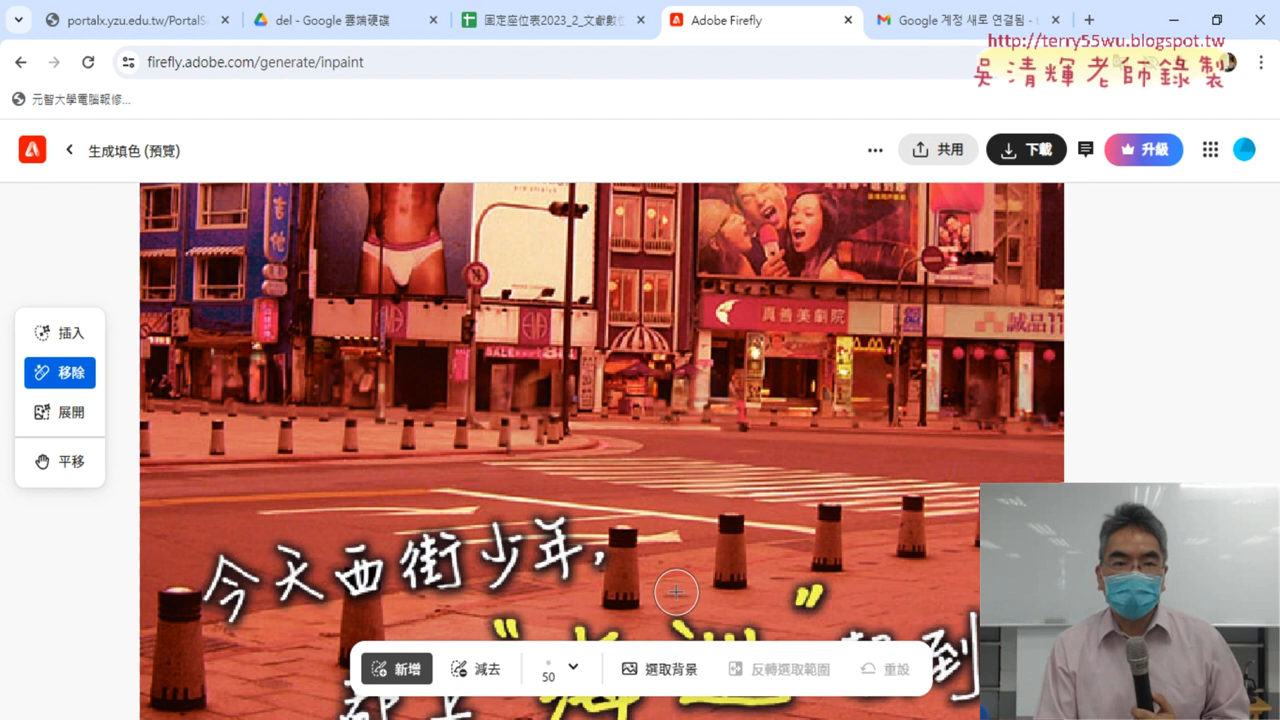 portalx.yzu.edu.tw/PortalS
del - Google 雲端硬碟
固定座位表2023_2_文獻數位
Adobe Firefly
Google 계정 새로 연결됨 -
http://terry55wu.blogspot.tw
firefly.adobe.com/generate/inpaint
吳清輝老師錄製
元智大學電腦報修...
生成填色 (預覽)
共用
下載
升級
插入
移除
展開
平移
真善美劇院
誠品
SALE
今天西街少年,
新增
減去
50
選取背景
反轉選取範圍
重設